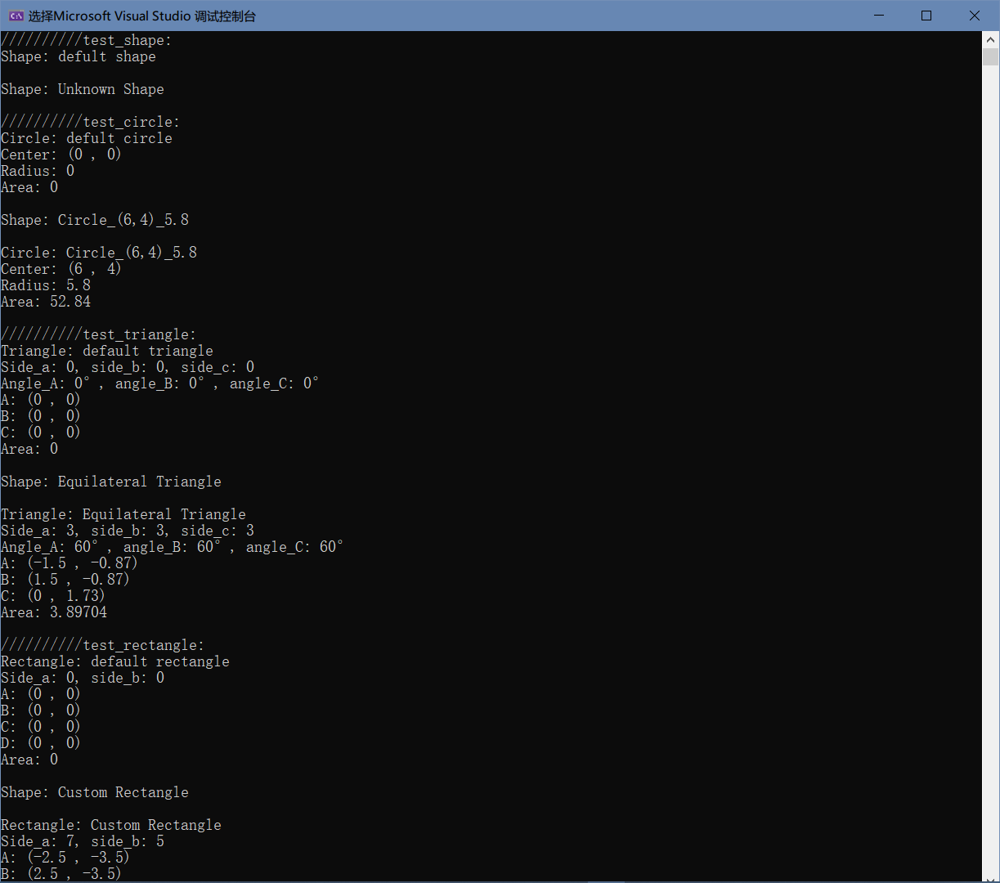 选择Microsoft Visual Studio 调试控制台
//////////test_shape:
Shape: defult shape
Shape: Unknown Shape
//////////test_circle:
Circle: defult circle
Center: (0 , 0)
Radius: 0
Area: 0
Shape: Circle_(6,4)_5.8
Circle: Circle_(6,4)_5.8
Center: (6 , 4)
Radius: 5.8
Area: 52.84
//////////test_triangle:
Triangle: default triangle
Side_a: 0, side_b: 0, side_c: 0
Angle_A: 0° , angle_B: 0° , angle_C: 0°
A: (0 , 0)
B: (0 , 0)
C: (0 , 0)
Area: 0
Shape: Equilateral Triangle
Triangle: Equilateral Triangle
Side_a: 3, side_b: 3, side_c: 3
Angle_A: 60° , angle_B: 60° , angle_C: 60°
A: (-1.5 , -0.87)
B: (1.5 , -0.87)
C: (0 , 1.73)
Area: 3.89704
//////////test_rectangle:
Rectangle: default rectangle
Side_a: 0, side_b: 0
A: (0 , 0)
B: (0 , 0)
C: (0 , 0)
D: (0 , 0)
Area: 0
Shape: Custom Rectangle
Rectangle: Custom Rectangle
Side_a: 7, side_b: 5
A: (-2.5 , -3.5)
B: (2.5 , -3.5)